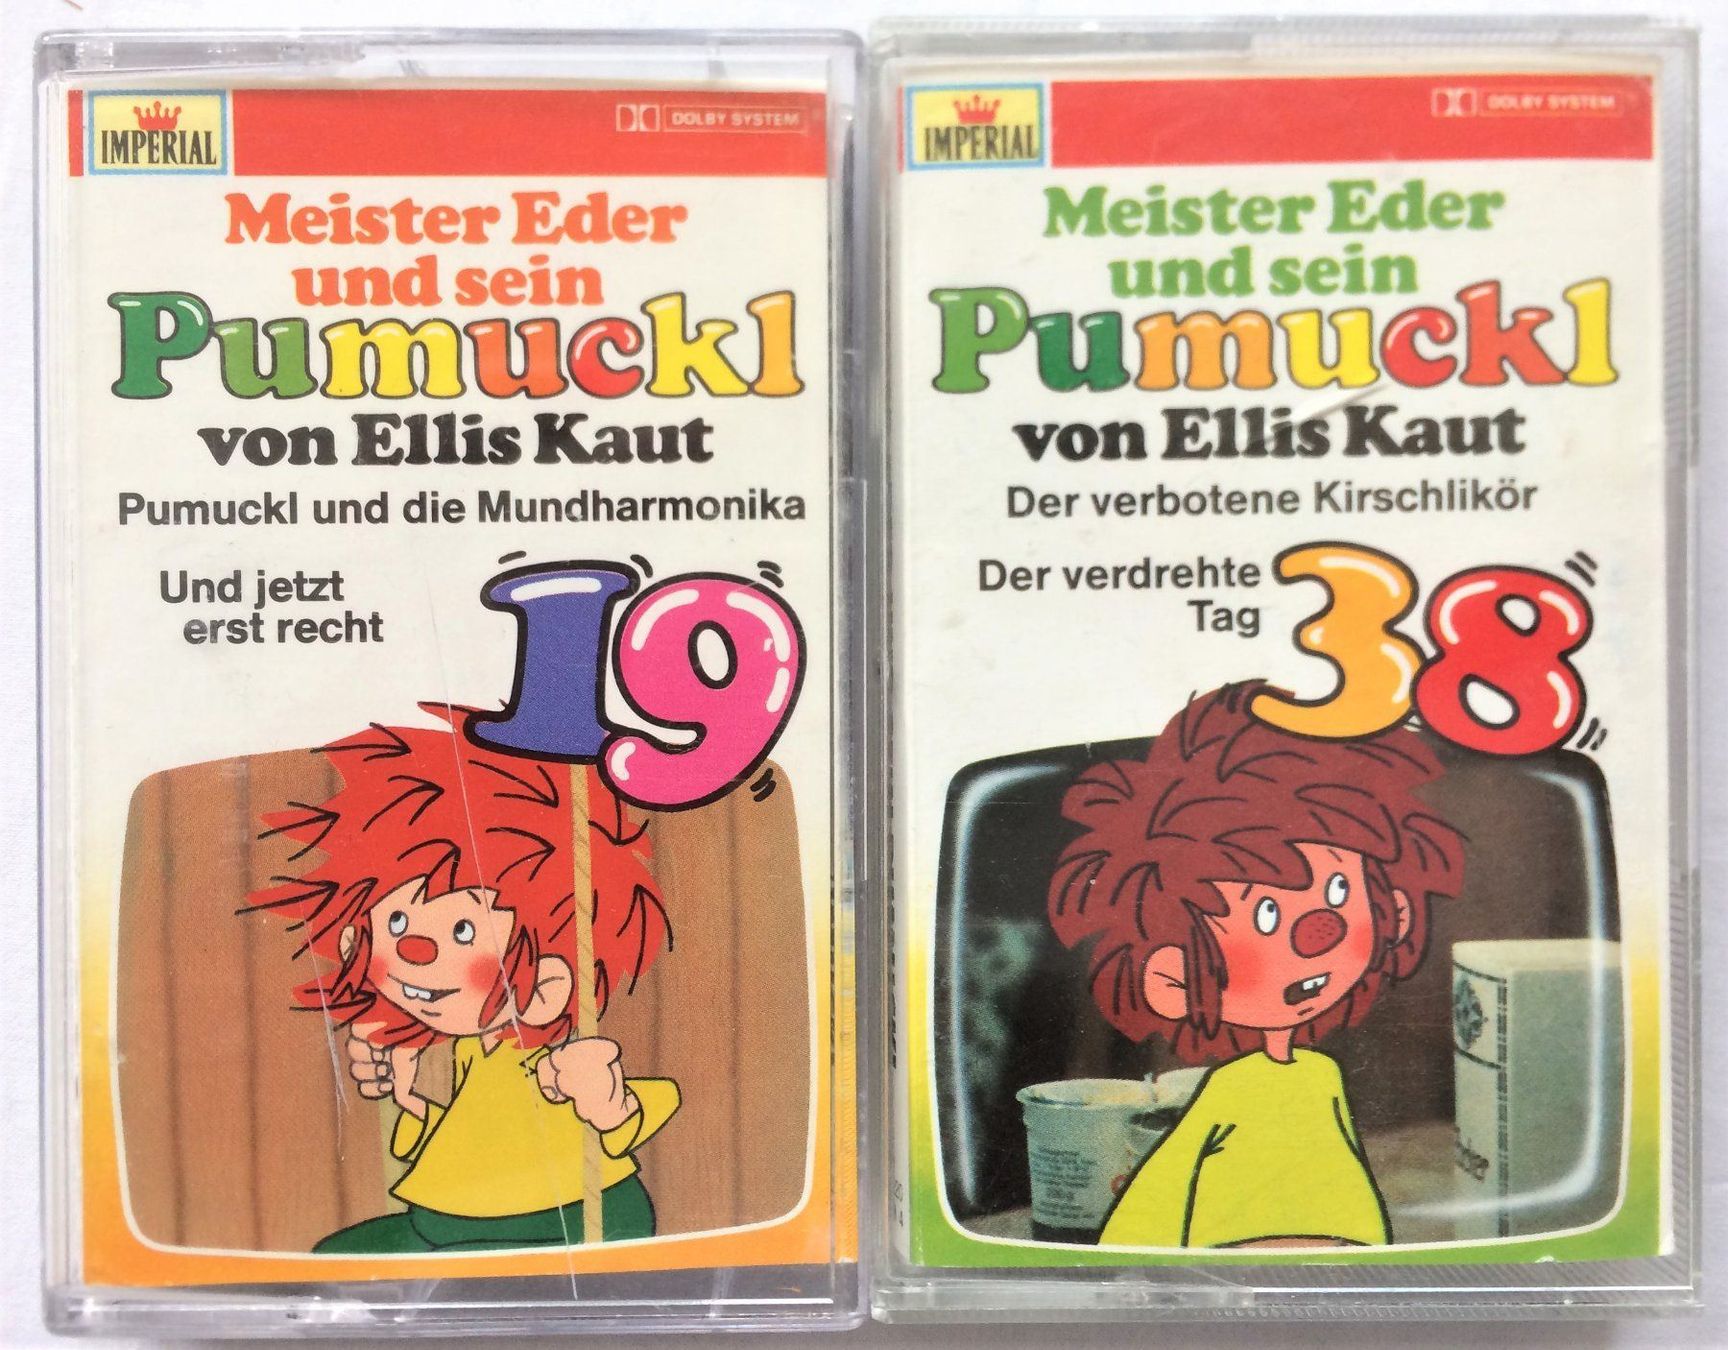 IMPERIAL
DOLBY SYSTEM
Meister Eder
und sein
Pumuckl
von Ellis Kaut
Pumuckl und die Mundharmonika
Und jetzt
erst recht
19
IMPERIAL
DOLBY SYSTEM
Meister Eder
und sein
Pumuckl
von Ellis Kaut
Der verbotene Kirschlikör
Der verdrehte
Tag
38